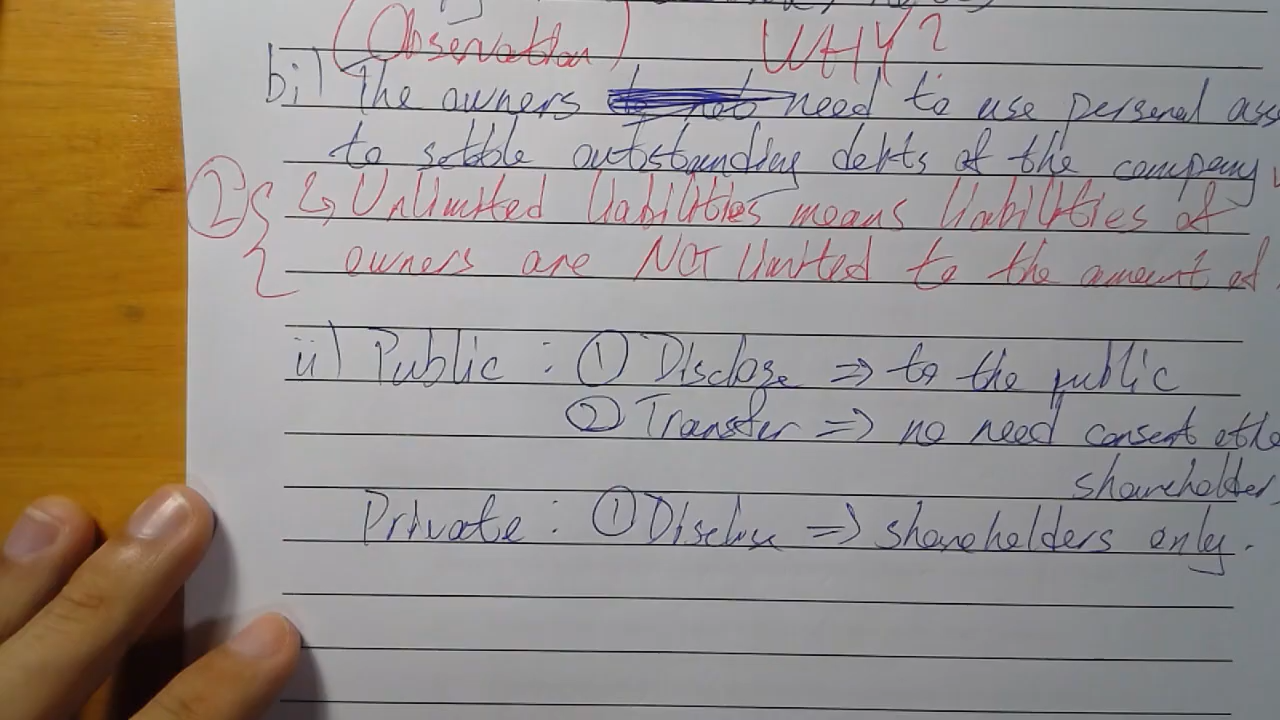 (Observation) WHY?
bi) The owners need to use personal ass
to settle outstanding debts of the company
② ↳ Unlimited liabilities means liabilities of
owners are NOT limited to the amount of
ii) Public : ① Disclose ⇒ to the public
② Transfer ⇒ no need consent othe
shareholder
Private : ① Disclose ⇒ shareholders only.